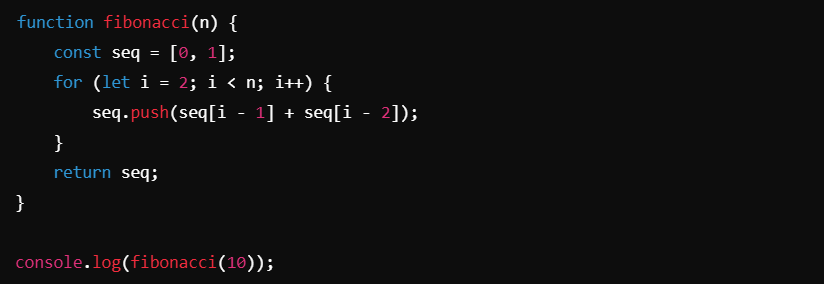 function fibonacci(n) {
    const seq = [0, 1];
    for (let i = 2; i < n; i++) {
        seq.push(seq[i - 1] + seq[i - 2]);
    }
    return seq;
}

console.log(fibonacci(10));